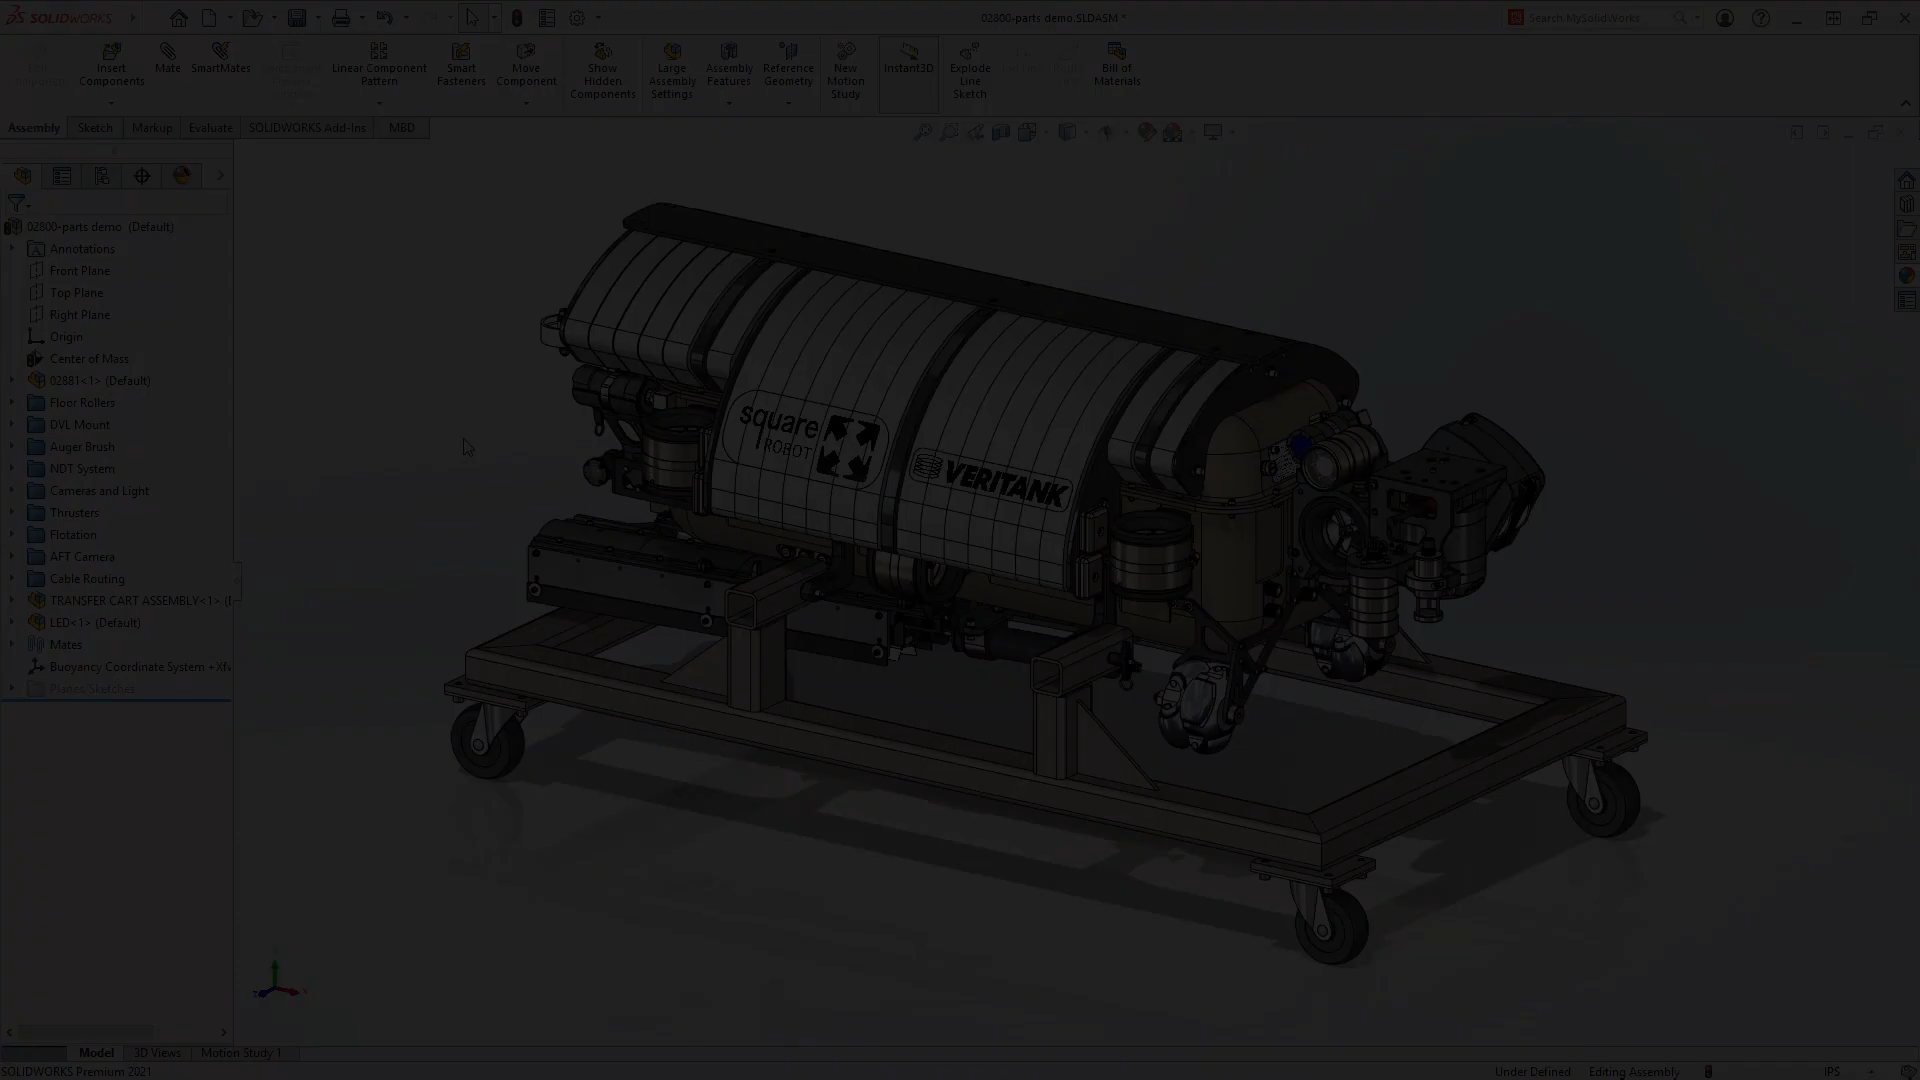 SOLIDWORKS
02800-parts demo.SLDASM *
Search MySolidWorks
Insert
Components
Mate
SmartMates
Linear Component
Pattern
Smart
Fasteners
Move
Component
Show
Hidden
Components
Large
Assembly
Settings
Assembly
Features
Reference
Geometry
New
Motion
Study
Instant3D
Explode
Line
Sketch
Bill of
Materials
Assembly
Sketch
Markup
Evaluate
SOLIDWORKS Add-Ins
MBD
02800-parts demo (Default)
Annotations
Front Plane
Top Plane
Right Plane
Origin
Center of Mass
02881<1> (Default)
Floor Rollers
DVL Mount
Auger Brush
NDT System
Cameras and Light
Thrusters
Flotation
AFT Camera
Cable Routing
TRANSFER CART ASSEMBLY<1>
LED<1> (Default)
Mates
Buoyancy Coordinate System
Planes Sketches
square
ROBOT
VERITANK
Model
3D Views
Motion Study 1
SOLIDWORKS Premium 2021
Under Defined
Editing Assembly
IPS